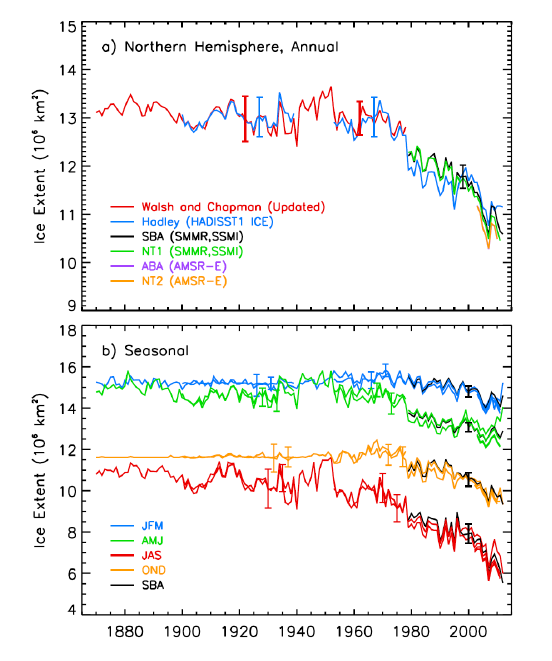 a) Northern Hemisphere, Annual
Ice Extent (10⁶ km²)
15
14
13
12
11
10
9
Walsh and Chapman (Updated)
Hadley (HADISST1 ICE)
SBA (SMMR,SSMI)
NT1 (SMMR,SSMI)
ABA (AMSR-E)
NT2 (AMSR-E)
b) Seasonal
Ice Extent (10⁶ km²)
18
16
14
12
10
8
6
4
JFM
AMJ
JAS
OND
SBA
1880 1900 1920 1940 1960 1980 2000